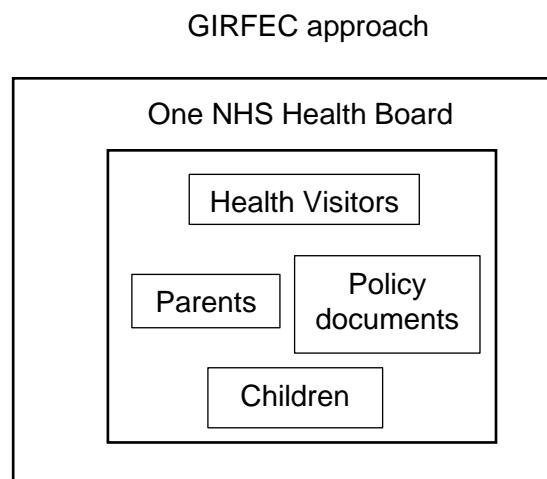 GIRFEC approach
One NHS Health Board
Health Visitors
Parents
Policy
documents
Children